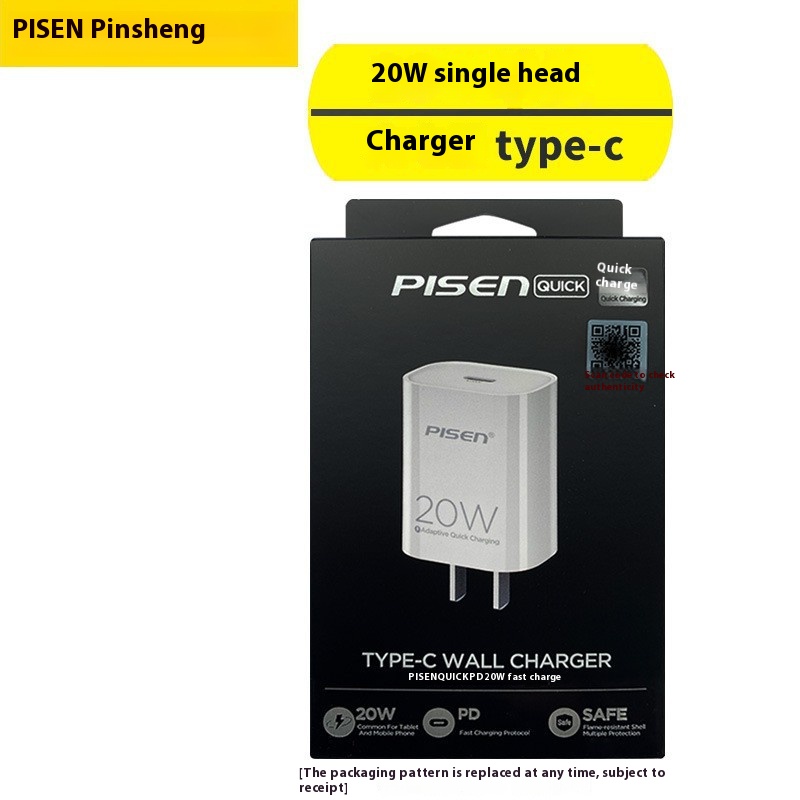 PISEN Pinsheng
20W single head
Charger type-c
PISEN QUICK
Quick
charge
Quick Charging
authenticity
PISEN®
20W
Adaptive Quick Charging
TYPE-C WALL CHARGER
PISENQUICKPD20W fast charge
20W
Common For Tablet
And Mobile Phone
PD
Fast Charging Protocol
Safe
SAFE
Flame-resistant Shell
Multiple Protection
[The packaging pattern is replaced at any time, subject to
receipt]